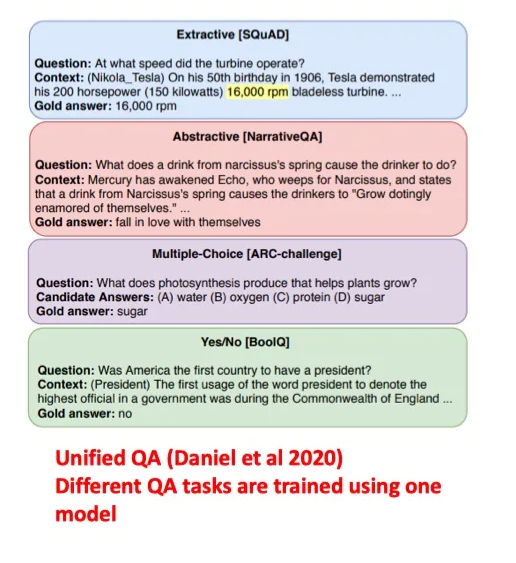 Extractive [SQuAD]
Question: At what speed did the turbine operate?
Context: (Nikola_Tesla) On his 50th birthday in 1906, Tesla demonstrated
his 200 horsepower (150 kilowatts) 16,000 rpm bladeless turbine. ...
Gold answer: 16,000 rpm
Abstractive [NarrativeQA]
Question: What does a drink from narcissus's spring cause the drinker to do?
Context: Mercury has awakened Echo, who weeps for Narcissus, and states
that a drink from Narcissus's spring causes the drinkers to "Grow dotingly
enamored of themselves." ...
Gold answer: fall in love with themselves
Multiple-Choice [ARC-challenge]
Question: What does photosynthesis produce that helps plants grow?
Candidate Answers: (A) water (B) oxygen (C) protein (D) sugar
Gold answer: sugar
Yes/No [BoolQ]
Question: Was America the first country to have a president?
Context: (President) The first usage of the word president to denote the
highest official in a government was during the Commonwealth of England ...
Gold answer: no
Unified QA (Daniel et al 2020)
Different QA tasks are trained using one
model